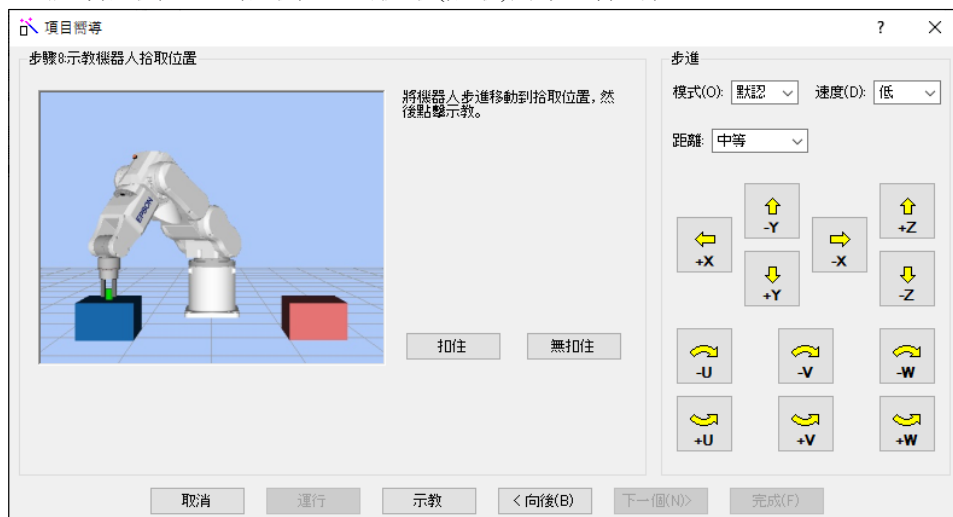 項目嚮導
?
步驟8:示教機器人拾取位置
將機器人步進移動到拾取位置, 然
後點擊示教。
EPSON
扣住
無扣住
步進
模式(O):
默認
速度(D):
低
距離:
中等
+X
-Y
-X
+Z
+Y
-Z
-U
-V
-W
+U
+V
+W
取消
運行
示教
< 向後(B)
下一個(N)>
完成(F)